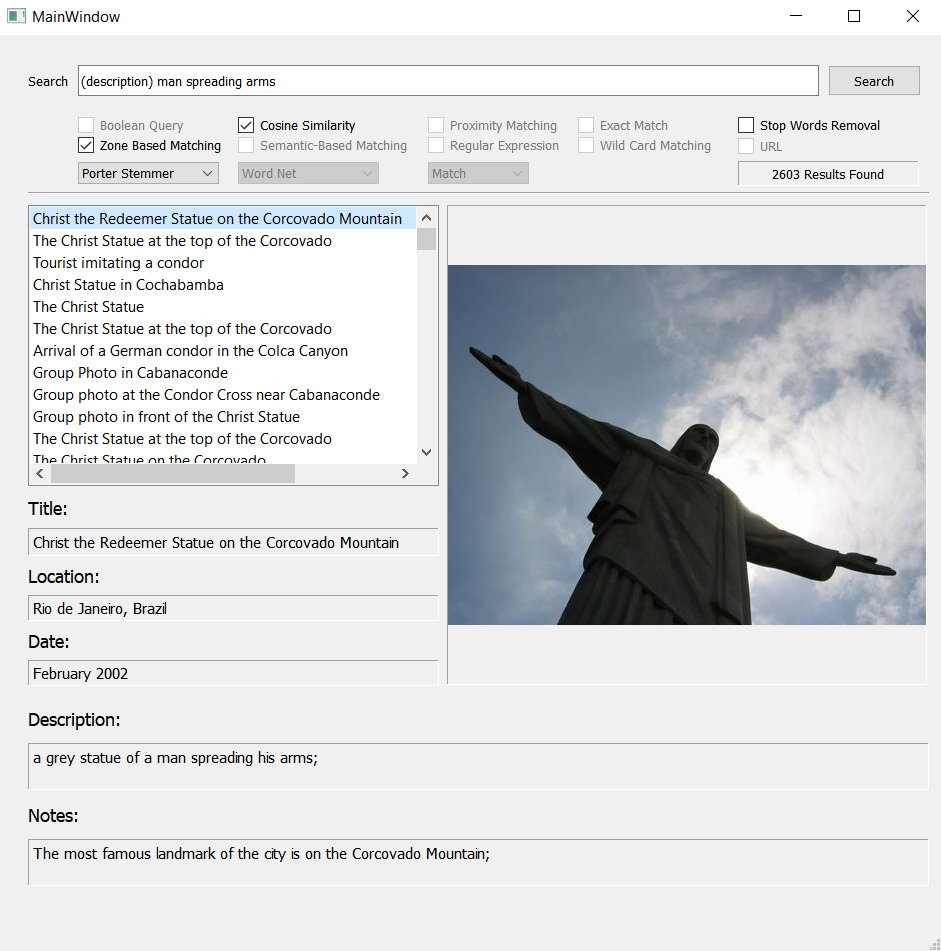 MainWindow
Search (description) man spreading arms Search
Boolean Query Cosine Similarity Proximity Matching Exact Match Stop Words Removal
Zone Based Matching Semantic-Based Matching Regular Expression Wild Card Matching URL
Porter Stemmer Word Net Match 2603 Results Found
Christ the Redeemer Statue on the Corcovado Mountain
The Christ Statue at the top of the Corcovado
Tourist imitating a condor
Christ Statue in Cochabamba
The Christ Statue
The Christ Statue at the top of the Corcovado
Arrival of a German condor in the Colca Canyon
Group Photo in Cabanaconde
Group photo at the Condor Cross near Cabanaconde
Group photo in front of the Christ Statue
The Christ Statue at the top of the Corcovado
The Christ Statue on the Corcovado
Title:
Christ the Redeemer Statue on the Corcovado Mountain
Location:
Rio de Janeiro, Brazil
Date:
February 2002
Description:
a grey statue of a man spreading his arms;
Notes:
The most famous landmark of the city is on the Corcovado Mountain;